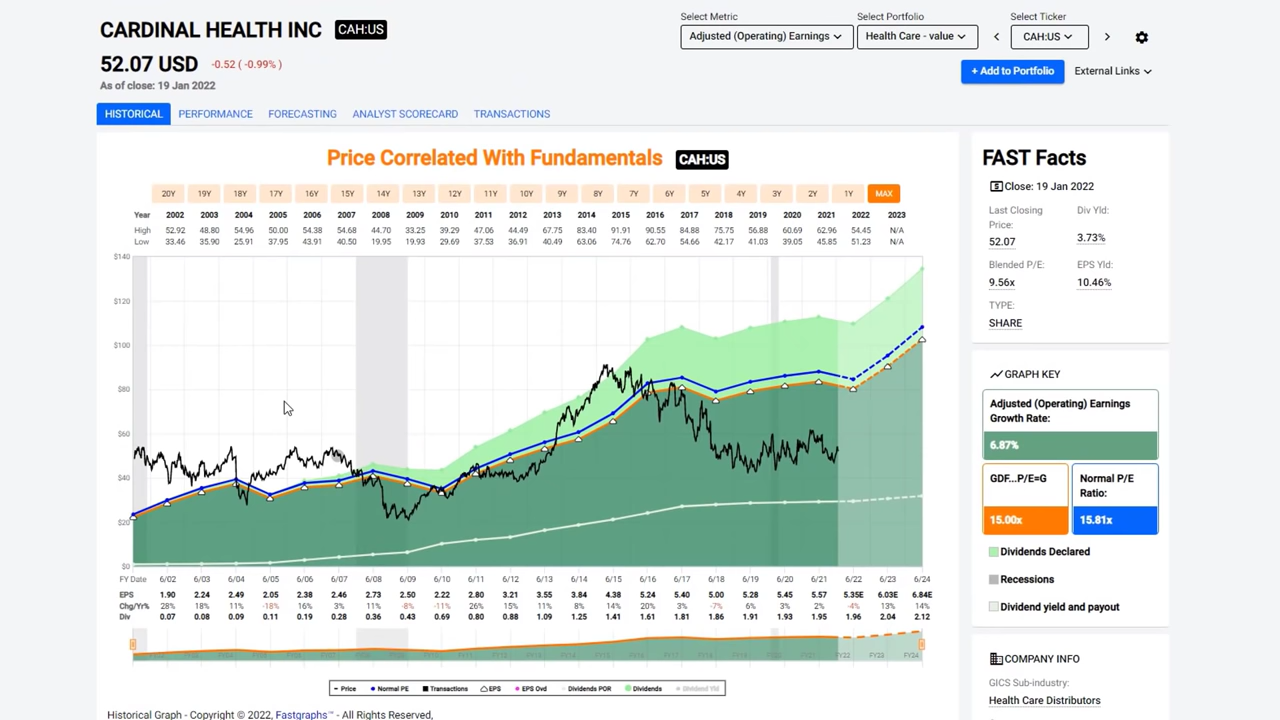 CARDINAL HEALTH INC CAH:US
52.07 USD -0.52 ( -0.99% )
As of close: 19 Jan 2022
Select Metric Select Portfolio Select Ticker
Adjusted (Operating) Earnings Health Care - value CAH:US
+ Add to Portfolio External Links
HISTORICAL PERFORMANCE FORECASTING ANALYST SCORECARD TRANSACTIONS
Price Correlated With Fundamentals CAH:US
20Y 19Y 18Y 17Y 16Y 15Y 14Y 13Y 12Y 11Y 10Y 9Y 8Y 7Y 6Y 5Y 4Y 3Y 2Y 1Y MAX
Year 2002 2003 2004 2005 2006 2007 2008 2009 2010 2011 2012 2013 2014 2015 2016 2017 2018 2019 2020 2021 2022 2023
High 52.92 48.80 54.96 50.00 54.38 54.68 44.70 33.25 39.29 47.06 44.49 67.75 83.40 91.91 90.55 84.88 75.75 56.88 60.69 62.96 54.45 N/A
Low 33.46 35.90 25.91 37.95 43.91 40.50 19.95 19.93 29.69 37.53 36.91 40.49 63.06 74.76 62.70 54.66 42.17 41.03 39.05 45.85 51.23 N/A
$140
$120
$100
$80
$60
$40
$20
$0
FY Date 6/02 6/03 6/04 6/05 6/06 6/07 6/08 6/09 6/10 6/11 6/12 6/13 6/14 6/15 6/16 6/17 6/18 6/19 6/20 6/21 6/22 6/23 6/24
EPS 1.90 2.24 2.49 2.05 2.38 2.46 2.73 2.50 2.22 2.80 3.21 3.55 3.84 4.38 5.24 5.40 5.00 5.28 5.45 5.57 5.35E 6.03E 6.84E
Chg/Yr% 28% 18% 11% -18% 16% 3% 11% -8% -11% 26% 15% 11% 8% 14% 20% 3% -7% 6% 3% 2% -4% 13% 14%
Div 0.07 0.08 0.09 0.11 0.19 0.28 0.36 0.43 0.69 0.80 0.88 1.09 1.25 1.41 1.61 1.81 1.86 1.91 1.93 1.95 1.96 2.04 2.12
Price Normal PE Transactions EPS EPS Ovd Dividends POR Dividends Dividend Yld
Historical Graph - Copyright © 2022, Fastgraphs™ - All Rights Reserved,
FAST Facts
Close: 19 Jan 2022
Last Closing Price: Div Yld:
52.07 3.73%
Blended P/E: EPS Yld:
9.56x 10.46%
TYPE:
SHARE
GRAPH KEY
Adjusted (Operating) Earnings
Growth Rate:
6.87%
GDF...P/E=G Normal P/E
Ratio:
15.00x 15.81x
Dividends Declared
Recessions
Dividend yield and payout
COMPANY INFO
GICS Sub-industry:
Health Care Distributors